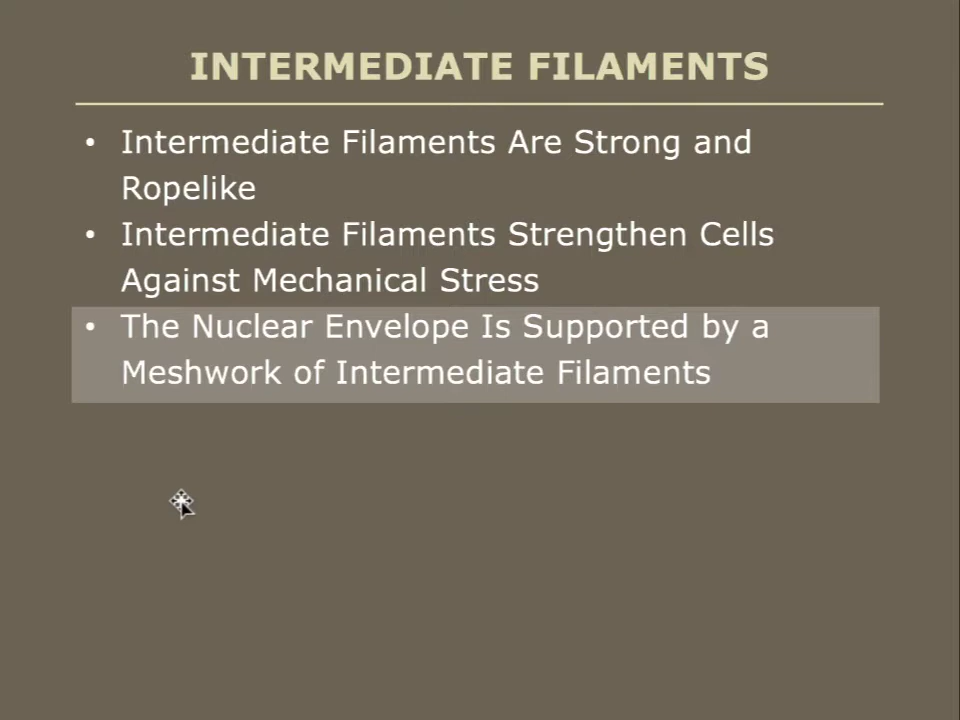 INTERMEDIATE FILAMENTS
• Intermediate Filaments Are Strong and
Ropelike
• Intermediate Filaments Strengthen Cells
Against Mechanical Stress
• The Nuclear Envelope Is Supported by a
Meshwork of Intermediate Filaments